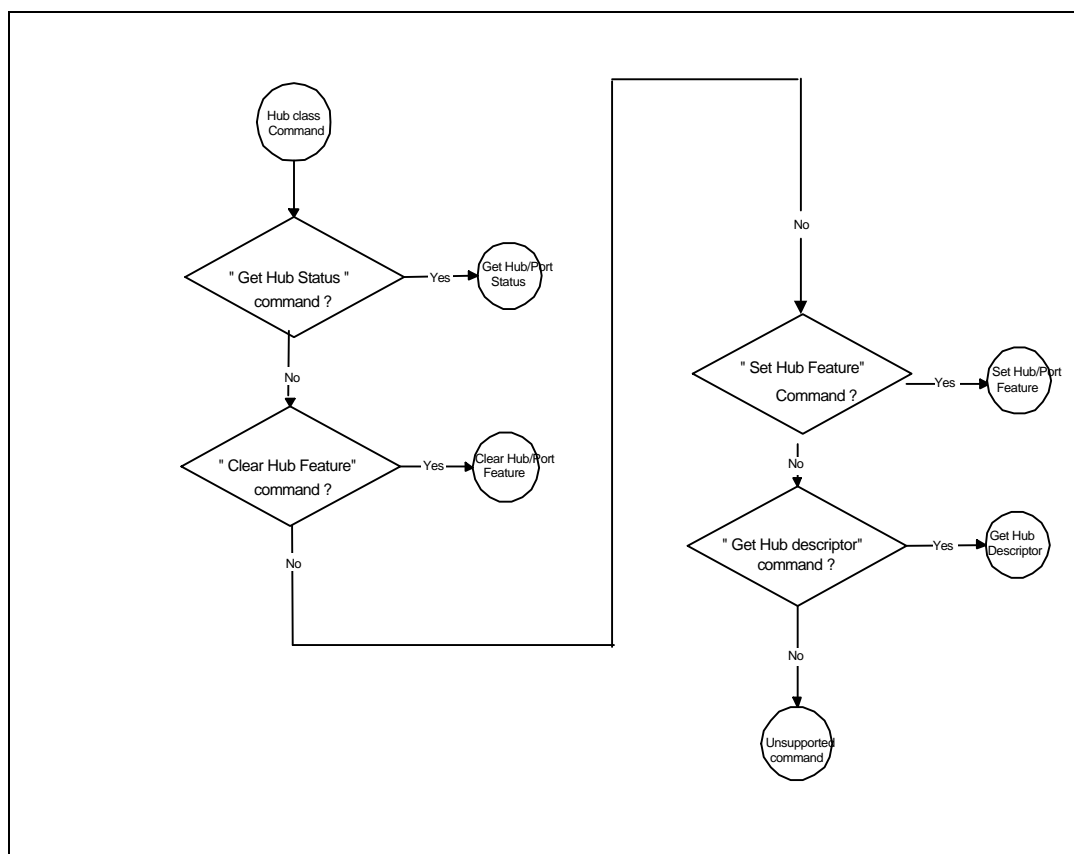 Hub class
Command
" Get Hub Status "
command ?
Yes
Get Hub/Port
Status
No
" Clear Hub Feature"
command ?
Yes
Clear Hub/Port
Feature
No
No
" Set Hub Feature"
Command ?
Yes
Set Hub/Port
Feature
No
" Get Hub descriptor"
command ?
Yes
Get Hub
Descriptor
No
Unsupported
command